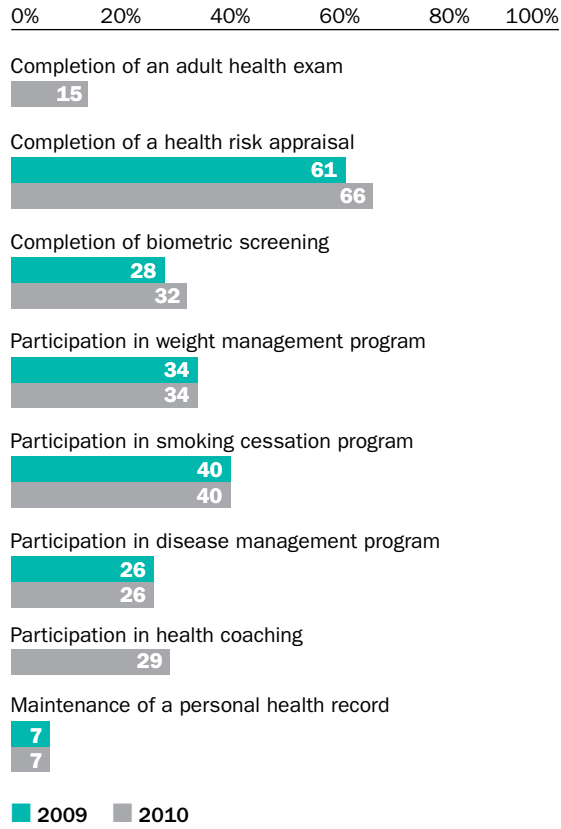 0% 20% 40% 60% 80% 100%
Completion of an adult health exam
15
Completion of a health risk appraisal
61
66
Completion of biometric screening
28
32
Participation in weight management program
34
34
Participation in smoking cessation program
40
40
Participation in disease management program
26
26
Participation in health coaching
29
Maintenance of a personal health record
7
7
2009 2010